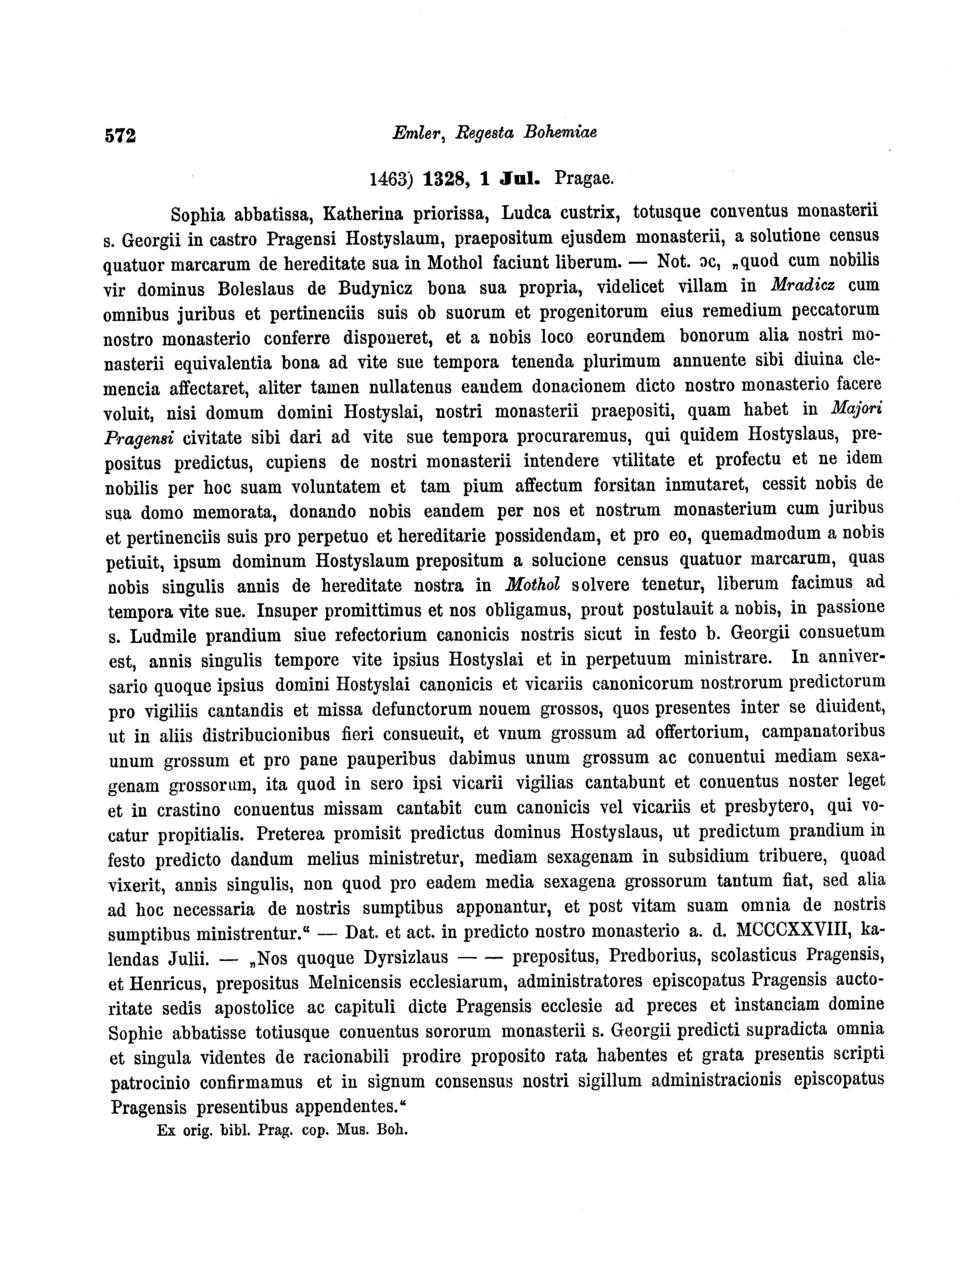 572 Emler, Regesta Bohemiae
1463) 1328, 1 Jul. Pragae.
Sophia abbatissa, Katherina priorissa, Ludca custrix, totusque conventus monasterii
s. Georgii in castro Pragensi Hostyslaum, praepositum ejusdem monasterii, a solutione census
quatuor marcarum de hereditate sua in Mothol faciunt liberum. — Not. ɔc, „quod cum nobilis
vir dominus Boleslaus de Budynicz bona sua propria, videlicet villam in Mradicz cum
omnibus juribus et pertinenciis suis ob suorum et progenitorum eius remedium peccatorum
nostro monasterio conferre disponeret, et a nobis loco eorundem bonorum alia nostri mo-
nasterii equivalentia bona ad vite sue tempora tenenda plurimum annuente sibi diuina cle-
mencia affectaret, aliter tamen nullatenus eandem donacionem dicto nostro monasterio facere
voluit, nisi domum domini Hostyslai, nostri monasterii praepositi, quam habet in Majori
Pragensi civitate sibi dari ad vite sue tempora procuraremus, qui quidem Hostyslaus, pre-
positus predictus, cupiens de nostri monasterii intendere vtilitate et profectu et ne idem
nobilis per hoc suam voluntatem et tam pium affectum forsitan inmutaret, cessit nobis de
sua domo memorata, donando nobis eandem per nos et nostrum monasterium cum juribus
et pertinenciis suis pro perpetuo et hereditarie possidendam, et pro eo, quemadmodum a nobis
petiuit, ipsum dominum Hostyslaum prepositum a solucione census quatuor marcarum, quas
nobis singulis annis de hereditate nostra in Mothol solvere tenetur, liberum facimus ad
tempora vite sue. Insuper promittimus et nos obligamus, prout postulauit a nobis, in passione
s. Ludmile prandium siue refectorium canonicis nostris sicut in festo b. Georgii consuetum
est, annis singulis tempore vite ipsius Hostyslai et in perpetuum ministrare. In anniver-
sario quoque ipsius domini Hostyslai canonicis et vicariis canonicorum nostrorum predictorum
pro vigiliis cantandis et missa defunctorum nouem grossos, quos presentes inter se diuident,
ut in aliis distribucionibus fieri consueuit, et vnum grossum ad offertorium, campanatoribus
unum grossum et pro pane pauperibus dabimus unum grossum ac conuentui mediam sexa-
genam grossorum, ita quod in sero ipsi vicarii vigilias cantabunt et conuentus noster leget
et in crastino conuentus missam cantabit cum canonicis vel vicariis et presbytero, qui vo-
catur propitialis. Preterea promisit predictus dominus Hostyslaus, ut predictum prandium in
festo predicto dandum melius ministretur, mediam sexagenam in subsidium tribuere, quoad
vixerit, annis singulis, non quod pro eadem media sexagena grossorum tantum fiat, sed alia
ad hoc necessaria de nostris sumptibus apponantur, et post vitam suam omnia de nostris
sumptibus ministrentur.“ — Dat. et act. in predicto nostro monasterio a. d. MCCCXXVIII, ka-
lendas Julii. — „Nos quoque Dyrsizlaus — — prepositus, Predborius, scolasticus Pragensis,
et Henricus, prepositus Melnicensis ecclesiarum, administratores episcopatus Pragensis aucto-
ritate sedis apostolice ac capituli dicte Pragensis ecclesie ad preces et instanciam domine
Sophie abbatisse totiusque conuentus sororum monasterii s. Georgii predicti supradicta omnia
et singula videntes de racionabili prodire proposito rata habentes et grata presentis scripti
patrocinio confirmamus et in signum consensus nostri sigillum administracionis episcopatus
Pragensis presentibus appendentes.“
Ex orig. bibl. Prag. cop. Mus. Boh.